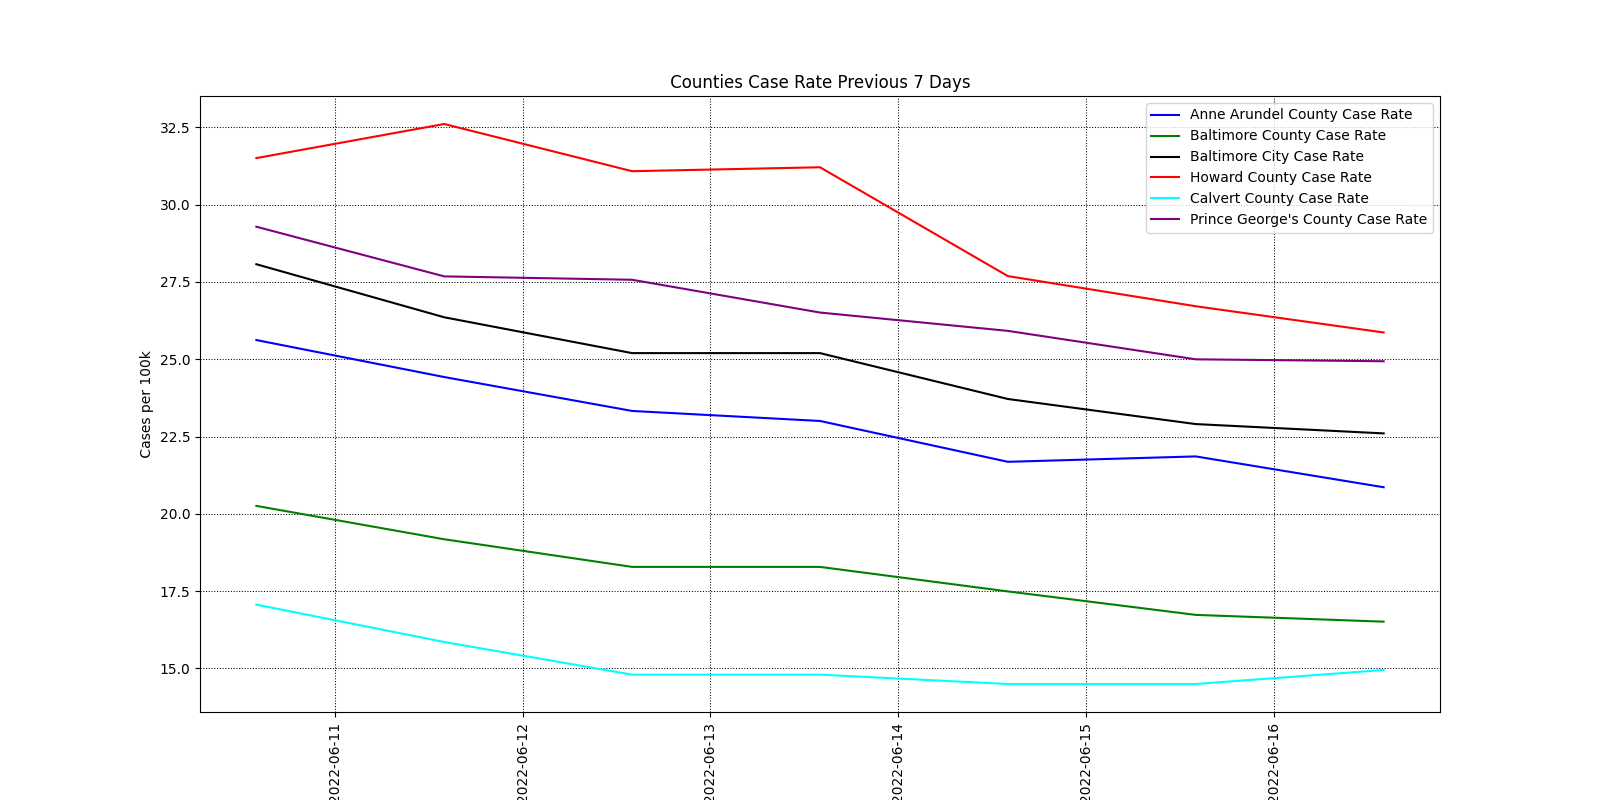 Counties Case Rate Previous 7 Days
Anne Arundel County Case Rate
Baltimore County Case Rate
Baltimore City Case Rate
Howard County Case Rate
Calvert County Case Rate
Prince George's County Case Rate
Cases per 100k
32.5
30.0
27.5
25.0
22.5
20.0
17.5
15.0
2022-06-11
2022-06-12
2022-06-13
2022-06-14
2022-06-15
2022-06-16